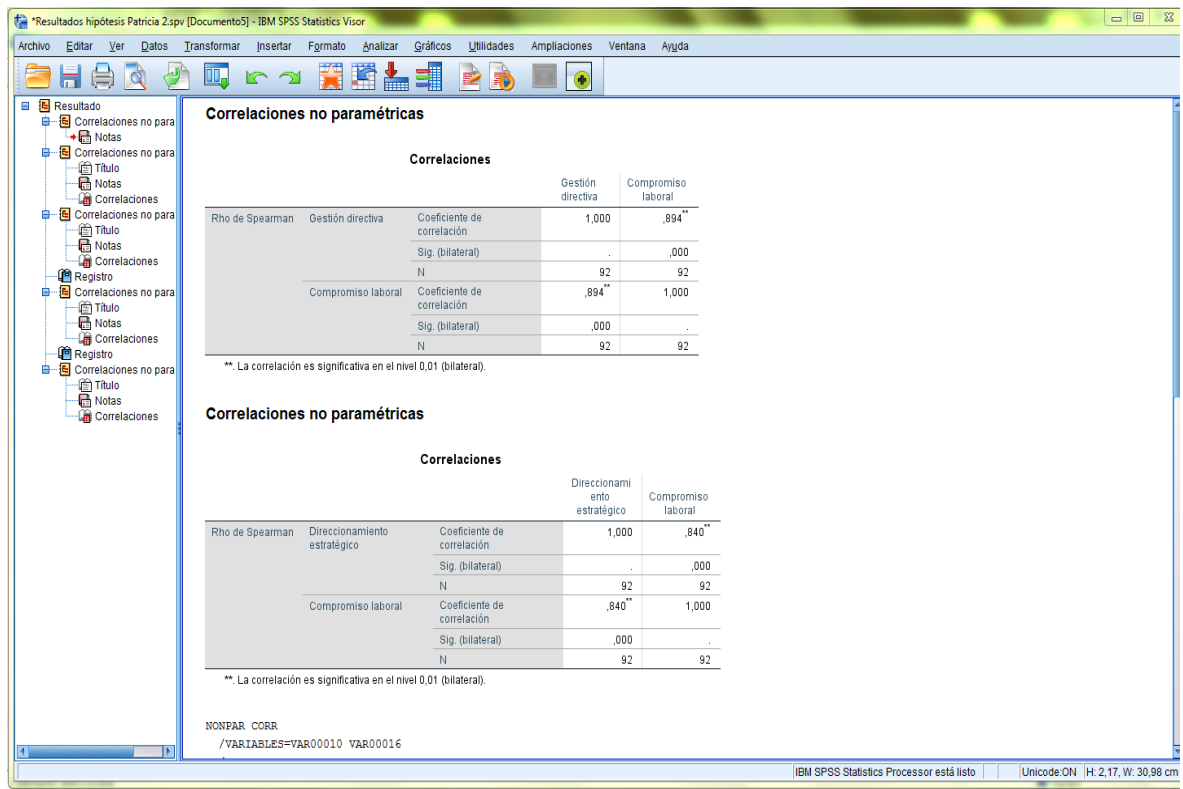 *Resultados hipótesis Patricia 2.spv [Documento5] - IBM SPSS Statistics Visor
Archivo Editar Ver Datos Transformar Insertar Formato Analizar Gráficos Utilidades Ampliaciones Ventana Ayuda
Resultado
Correlaciones no para
Notas
Correlaciones no para
Título
Notas
Correlaciones
Correlaciones no para
Título
Notas
Correlaciones
Registro
Correlaciones no para
Título
Notas
Correlaciones
Registro
Correlaciones no para
Título
Notas
Correlaciones
Correlaciones no paramétricas
Correlaciones
Gestión directiva Compromiso laboral
Rho de Spearman Gestión directiva Coeficiente de correlación 1,000 ,894**
Sig. (bilateral) . ,000
N 92 92
Compromiso laboral Coeficiente de correlación ,894** 1,000
Sig. (bilateral) ,000 .
N 92 92
**. La correlación es significativa en el nivel 0,01 (bilateral).
Correlaciones no paramétricas
Correlaciones
Direccionami ento estratégico Compromiso laboral
Rho de Spearman Direccionamiento estratégico Coeficiente de correlación 1,000 ,840**
Sig. (bilateral) . ,000
N 92 92
Compromiso laboral Coeficiente de correlación ,840** 1,000
Sig. (bilateral) ,000 .
N 92 92
**. La correlación es significativa en el nivel 0,01 (bilateral).
NONPAR CORR
/VARIABLES=VAR00010 VAR00016
IBM SPSS Statistics Processor está listo Unicode:ON H: 2,17, W: 30,98 cm